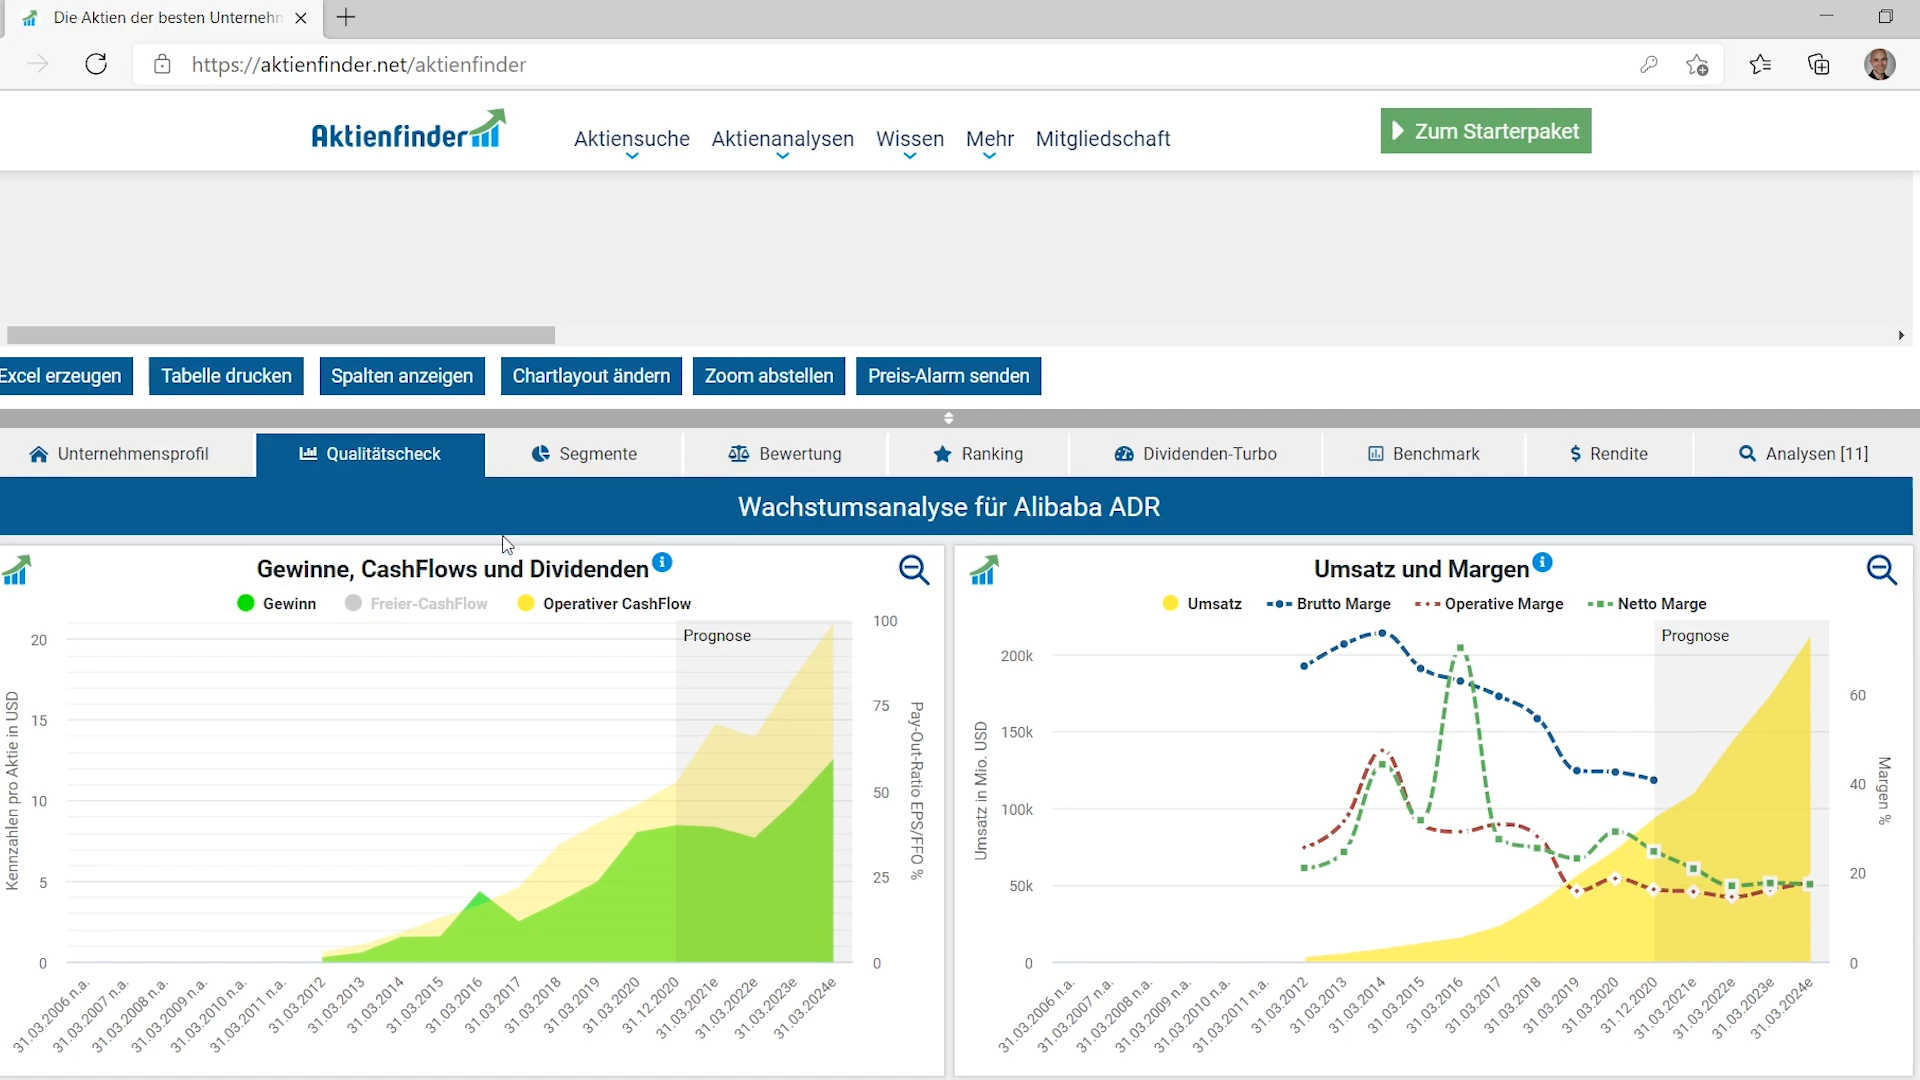 Die Aktien der besten Unternehn
https://aktienfinder.net/aktienfinder
Aktienfinder
Aktiensuche Aktienanalysen Wissen Mehr Mitgliedschaft
Zum Starterpaket
Excel erzeugen Tabelle drucken Spalten anzeigen Chartlayout ändern Zoom abstellen Preis-Alarm senden
Unternehmensprofil Qualitätscheck Segmente Bewertung Ranking Dividenden-Turbo Benchmark Rendite Analysen [11]
Wachstumsanalyse für Alibaba ADR
Gewinne, CashFlows und Dividenden
Gewinn Freier-CashFlow Operativer CashFlow
Prognose
Kennzahlen pro Aktie in USD
20
15
10
5
0
100
75
50
25
0
Pay-Out-Ratio EPS/FFO %
31.03.2006 n.a.
31.03.2007 n.a.
31.03.2008 n.a.
31.03.2009 n.a.
31.03.2010 n.a.
31.03.2011 n.a.
31.03.2012
31.03.2013
31.03.2014
31.03.2015
31.03.2016
31.03.2017
31.03.2018
31.03.2019
31.03.2020
31.12.2020
31.03.2021e
31.03.2022e
31.03.2023e
31.03.2024e
Umsatz und Margen
Umsatz Brutto Marge Operative Marge Netto Marge
Prognose
Umsatz in Mio. USD
200k
150k
100k
50k
0
60
40
20
0
Margen %
31.03.2006 n.a.
31.03.2007 n.a.
31.03.2008 n.a.
31.03.2009 n.a.
31.03.2010 n.a.
31.03.2011 n.a.
31.03.2012
31.03.2013
31.03.2014
31.03.2015
31.03.2016
31.03.2017
31.03.2018
31.03.2019
31.03.2020
31.12.2020
31.03.2021e
31.03.2022e
31.03.2023e
31.03.2024e